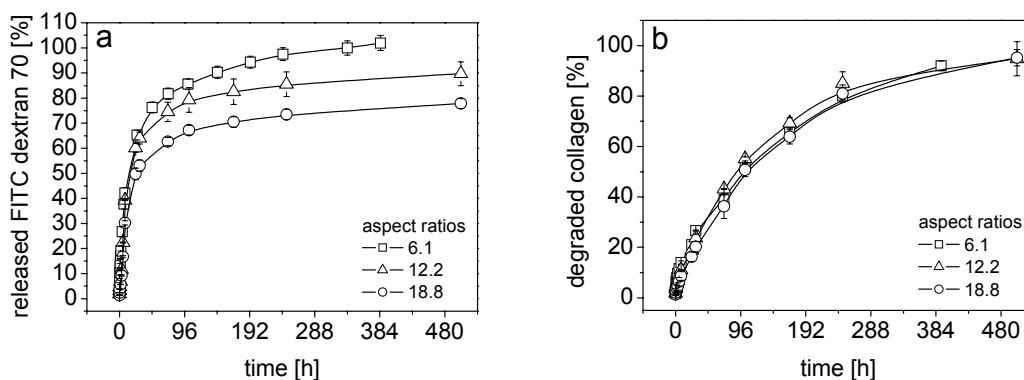 a
released FITC dextran 70 [%]
100
90
80
70
60
50
40
30
20
10
0
aspect ratios
6.1
12.2
18.8
0 96 192 288 384 480
time [h]
b
degraded collagen [%]
100
80
60
40
20
0
aspect ratios
6.1
12.2
18.8
0 96 192 288 384 480
time [h]